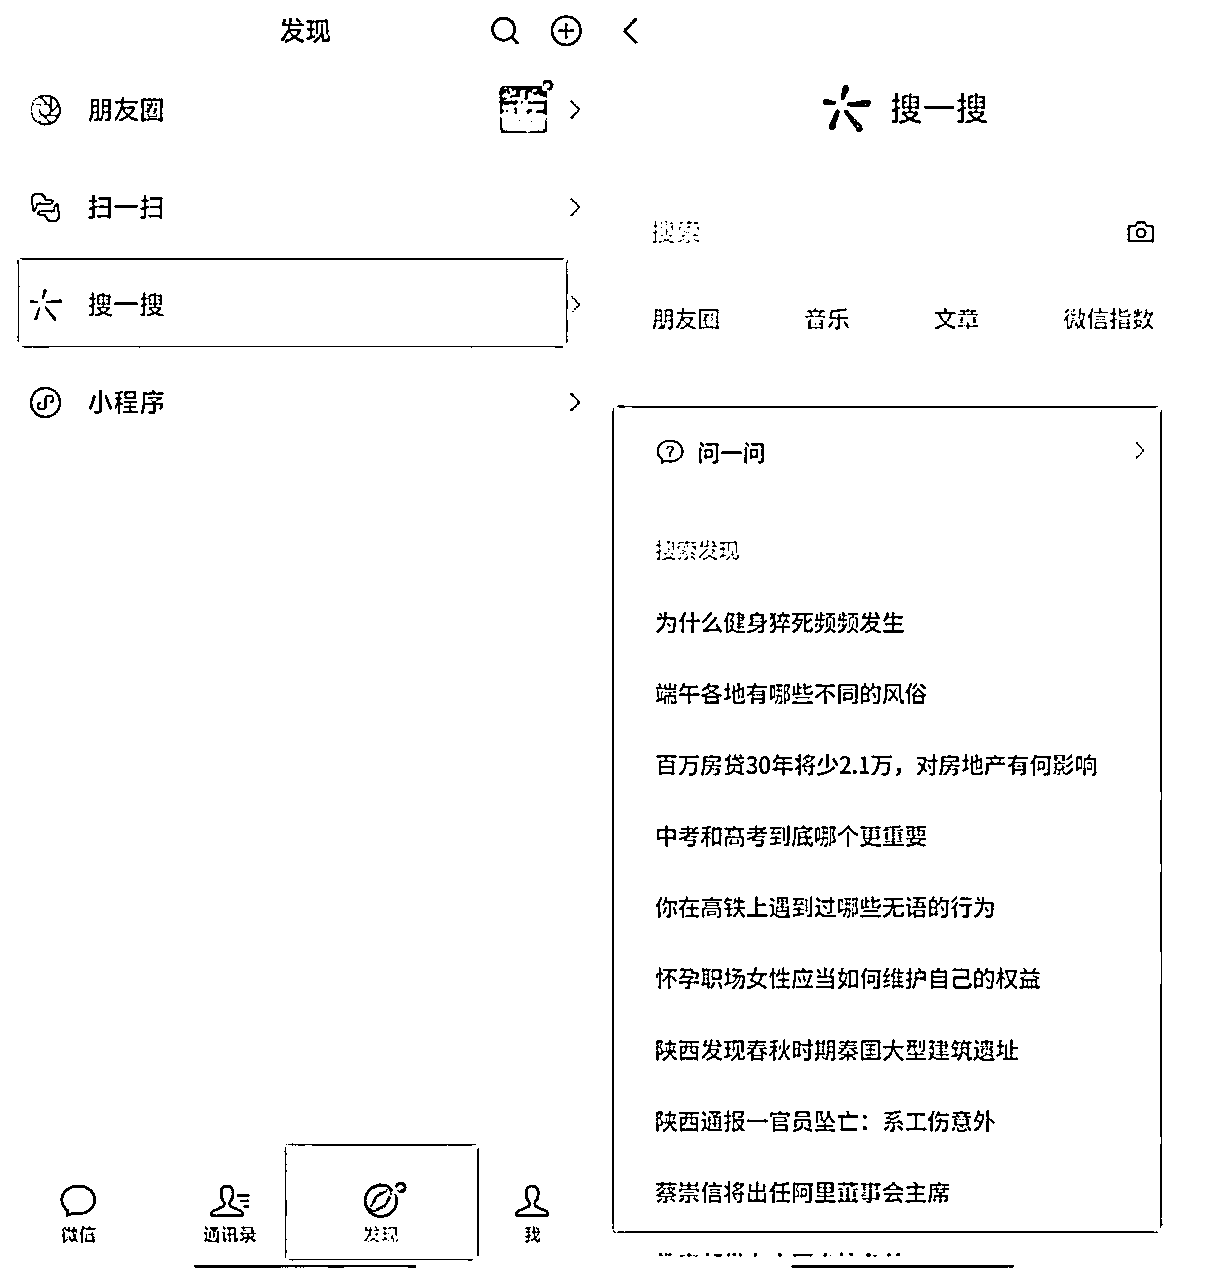 发现
朋友圈
扫一扫
搜一搜
小程序
微信
通讯录
发现
我
搜一搜
搜索
朋友圈 音乐 文章 微信指数
问一问
搜索发现
为什么健身猝死频频发生
端午各地有哪些不同的风俗
百万房贷30年将少2.1万，对房地产有何影响
中考和高考到底哪个更重要
你在高铁上遇到过哪些无语的行为
怀孕职场女性应当如何维护自己的权益
陕西发现春秋时期秦国大型建筑遗址
陕西通报一官员坠亡：系工伤意外
蔡崇信将出任阿里董事会主席